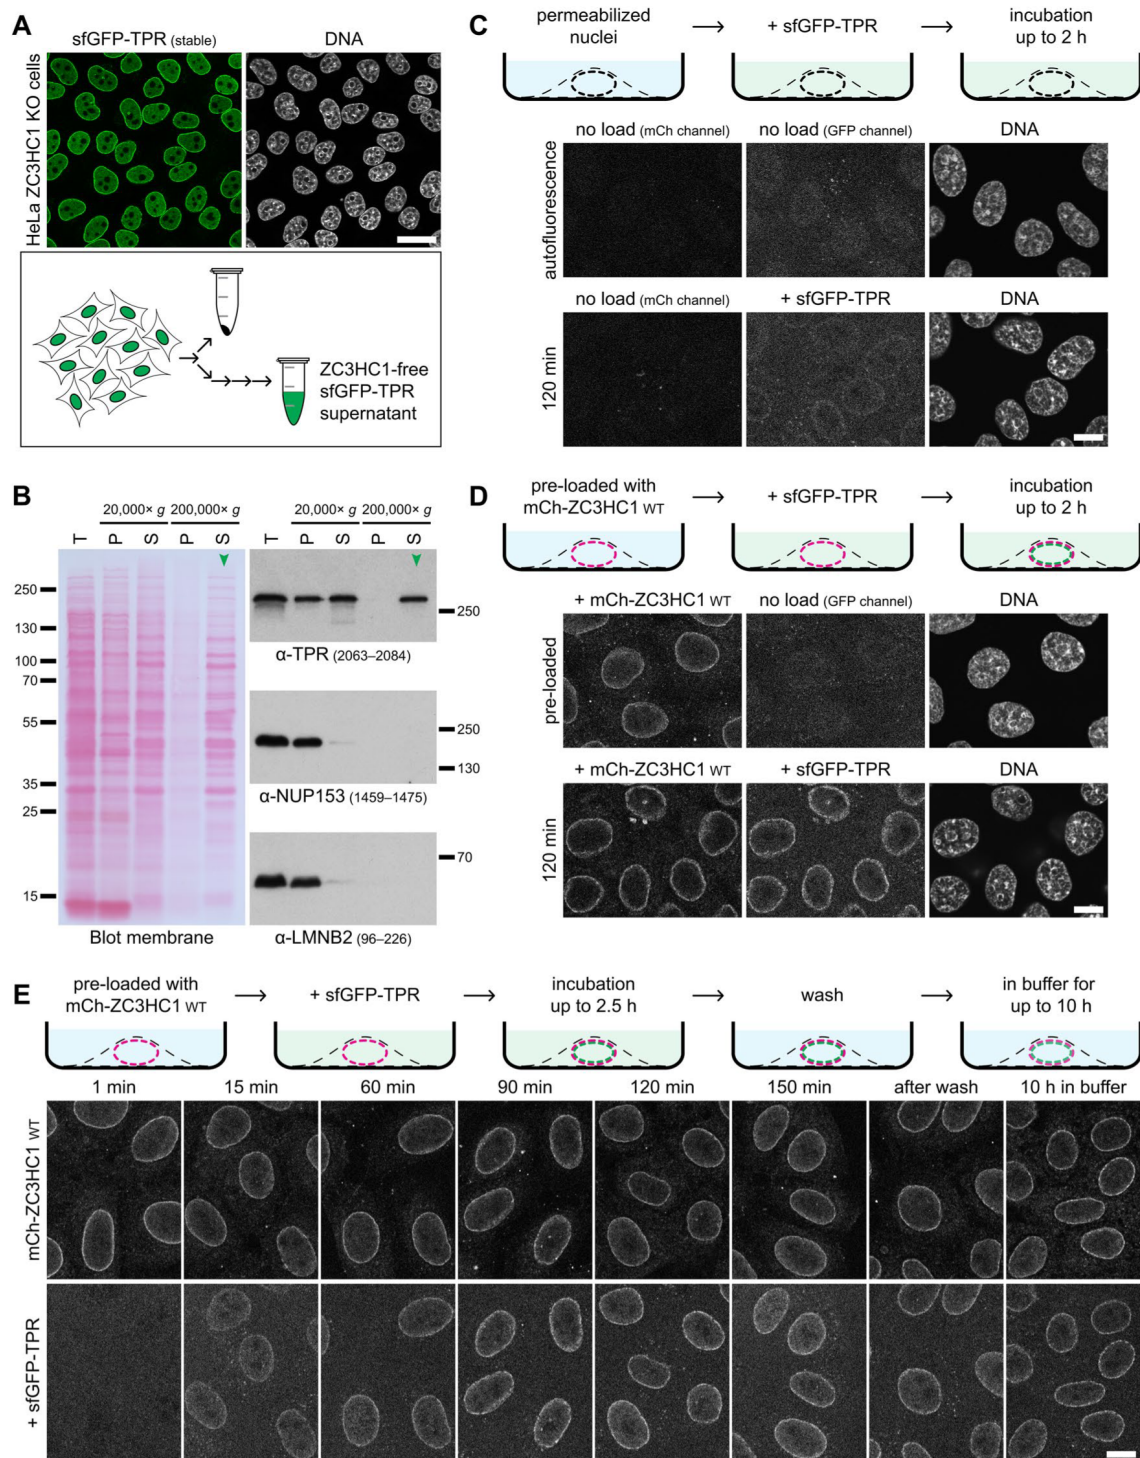 A
sfGFP-TPR (stable)
DNA
HeLa ZC3HC1 KO cells
ZC3HC1-free
sfGFP-TPR
supernatant
B
20,000× g
200,000× g
20,000× g
200,000× g
T
P
S
P
S
T
P
S
P
S
250
130
100
70
55
35
25
15
Blot membrane
250
α-TPR (2063–2084)
250
130
α-NUP153 (1459–1475)
70
α-LMNB2 (96–226)
C
permeabilized
nuclei
+ sfGFP-TPR
incubation
up to 2 h
no load (mCh channel)
no load (GFP channel)
DNA
autofluorescence
no load (mCh channel)
+ sfGFP-TPR
DNA
120 min
D
pre-loaded with
mCh-ZC3HC1 WT
+ sfGFP-TPR
incubation
up to 2 h
+ mCh-ZC3HC1 WT
no load (GFP channel)
DNA
pre-loaded
+ mCh-ZC3HC1 WT
+ sfGFP-TPR
DNA
120 min
E
pre-loaded with
mCh-ZC3HC1 WT
+ sfGFP-TPR
incubation
up to 2.5 h
wash
in buffer for
up to 10 h
1 min
15 min
60 min
90 min
120 min
150 min
after wash
10 h in buffer
mCh-ZC3HC1 WT
+ sfGFP-TPR